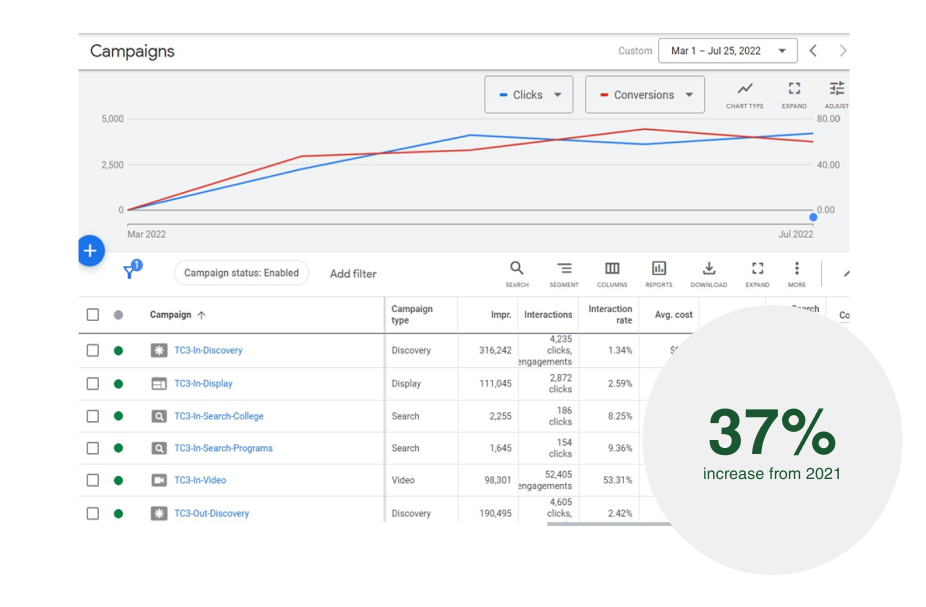 Campaigns
Custom Mar 1 – Jul 25, 2022
Clicks Conversions
CHART TYPE EXPAND ADJUST
5,000 80.00
2,500 40.00
0 0.00
Mar 2022 Jul 2022
+
1 Campaign status: Enabled Add filter
SEARCH SEGMENT COLUMNS REPORTS DOWNLOAD EXPAND MORE
Campaign ↑ Campaign type Impr. Interactions Interaction rate Avg. cost
TC3-In-Discovery Discovery 316,242 4,235 clicks, engagements 1.34%
TC3-In-Display Display 111,045 2,872 clicks 2.59%
TC3-In-Search-College Search 2,255 186 clicks 8.25%
TC3-In-Search-Programs Search 1,645 154 clicks 9.36%
TC3-In-Video Video 98,301 52,405 engagements 53.31%
TC3-Out-Discovery Discovery 190,495 4,605 clicks, 2.42%
37%
increase from 2021